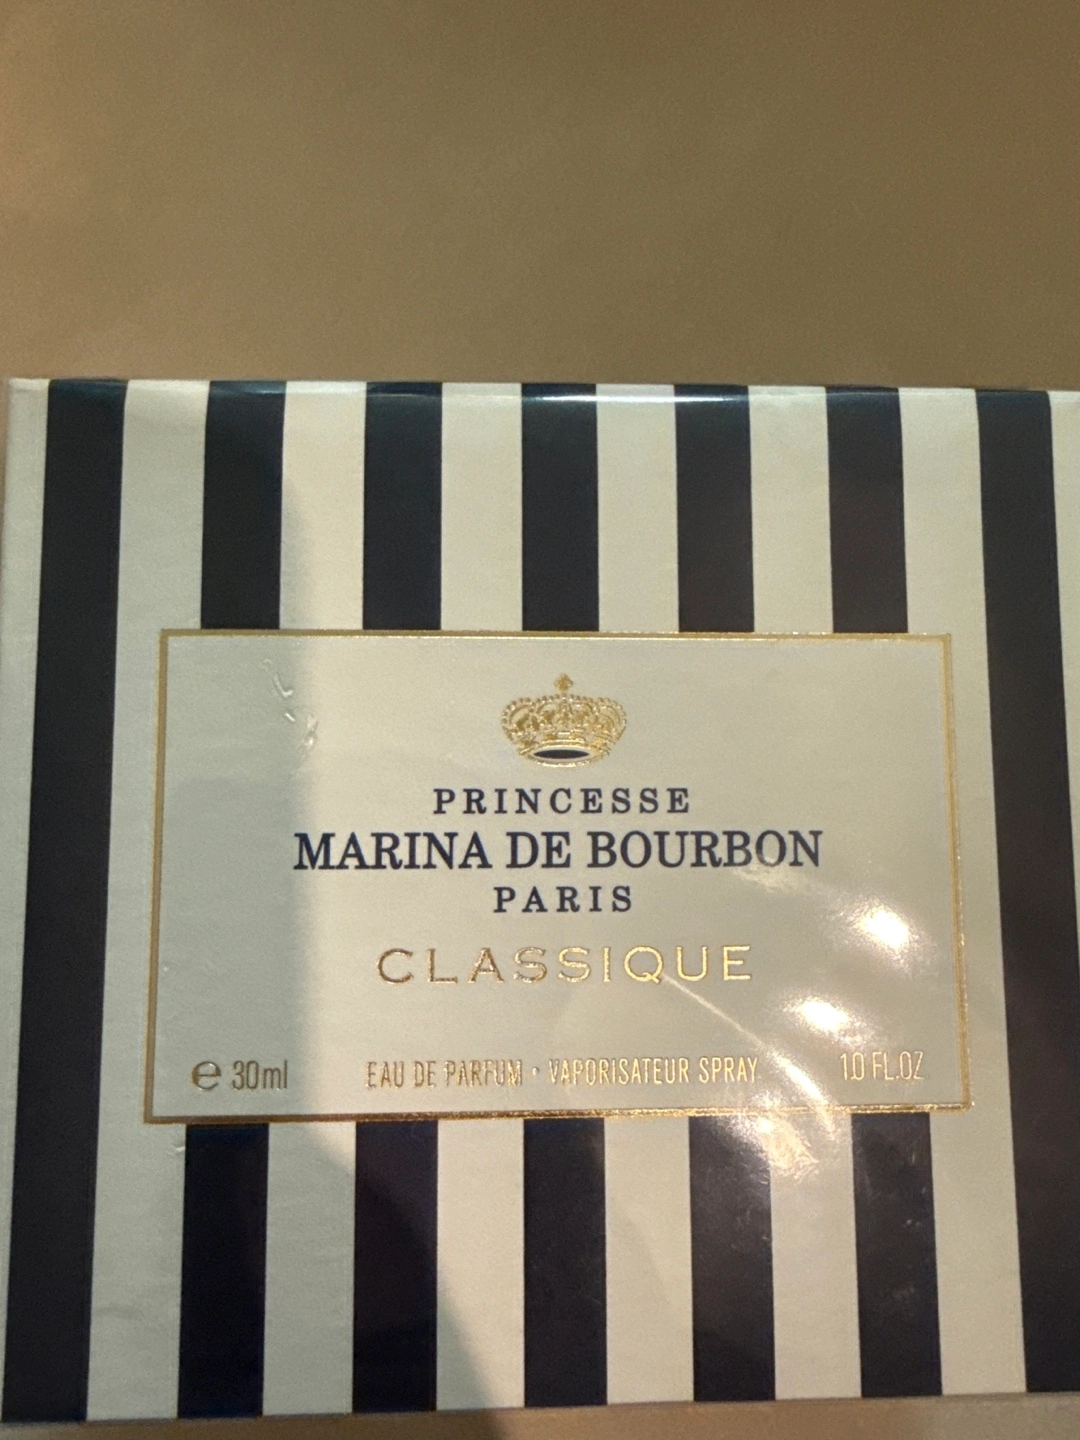 PRINCESSE
MARINA DE BOURBON
PARIS
CLASSIQUE
e 30ml EAU DE PARFUM • VAPORISATEUR SPRAY 1.0 FL.OZ